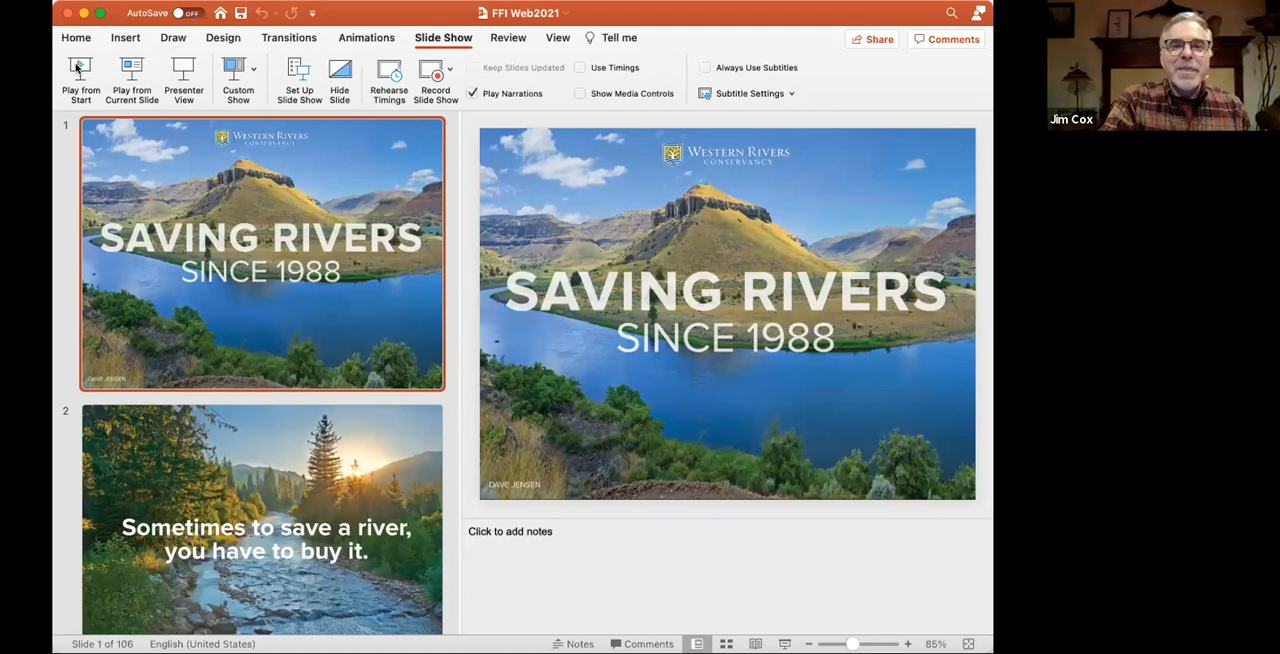 AutoSave OFF
FFI Web2021
Home Insert Draw Design Transitions Animations Slide Show Review View Tell me
Share Comments
Play from Start
Play from Current Slide
Presenter View
Custom Show
Set Up Slide Show
Hide Slide
Rehearse Timings
Record Slide Show
Keep Slides Updated
Use Timings
Play Narrations
Show Media Controls
Always Use Subtitles
Subtitle Settings
Jim Cox
1
WESTERN RIVERS
CONSERVANCY
SAVING RIVERS
SINCE 1988
DAVE JENSEN
2
Sometimes to save a river,
you have to buy it.
WESTERN RIVERS
CONSERVANCY
SAVING RIVERS
SINCE 1988
DAVE JENSEN
Click to add notes
Slide 1 of 106 English (United States)
Notes Comments 85%